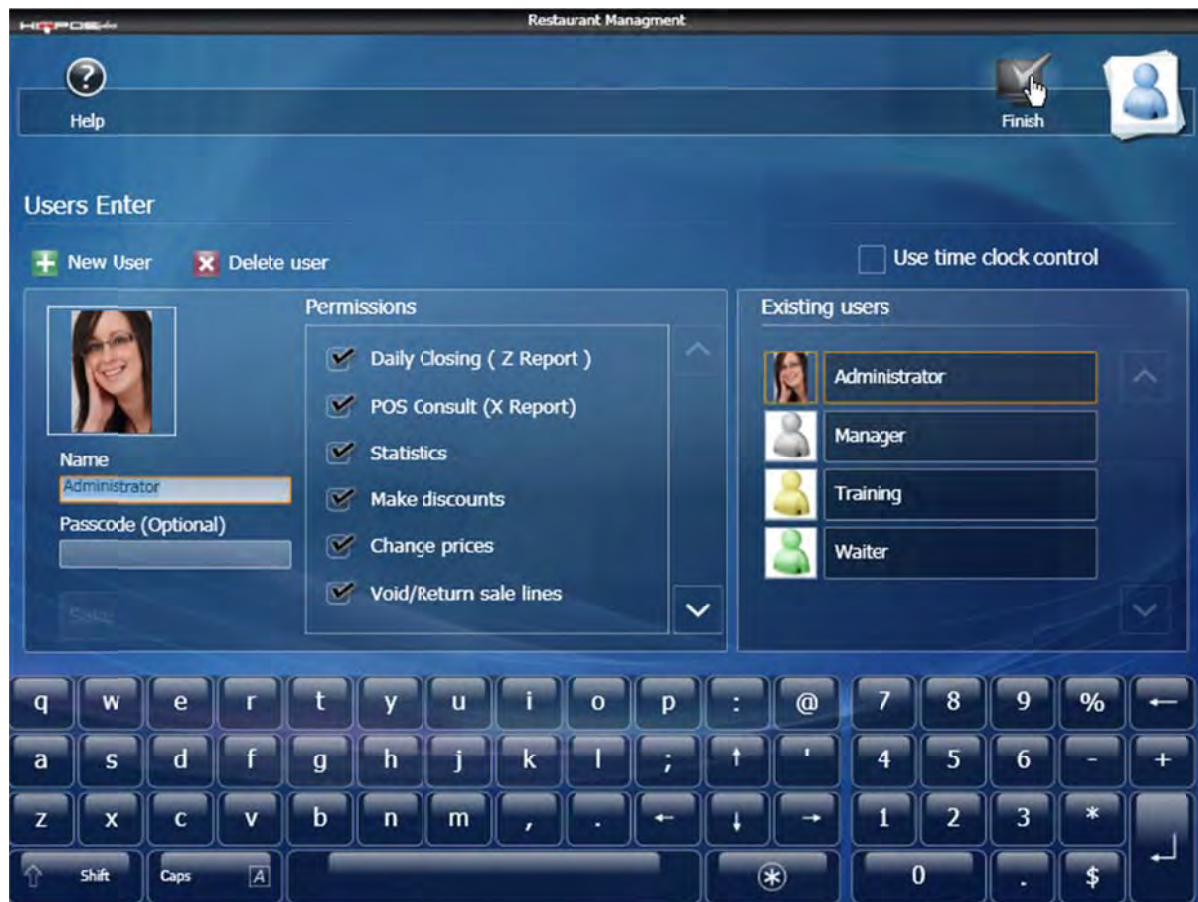 Restaurant Managment
Help
Finish
Users Enter
New User
Delete user
Use time clock control
Permissions
Daily Closing ( Z Report )
POS Consult (X Report)
Statistics
Make discounts
Change prices
Void/Return sale lines
Name
Administrator
Passcode (Optional)
Existing users
Administrator
Manager
Training
Waiter
q w e r t y u i o p : @ 7 8 9 % ←
a s d f g h j k l ; ↑ ' 4 5 6 - +
z x c v b n m , . ← ↓ → 1 2 3 * ↵
⇧ Shift Caps A ⊛ 0 . $